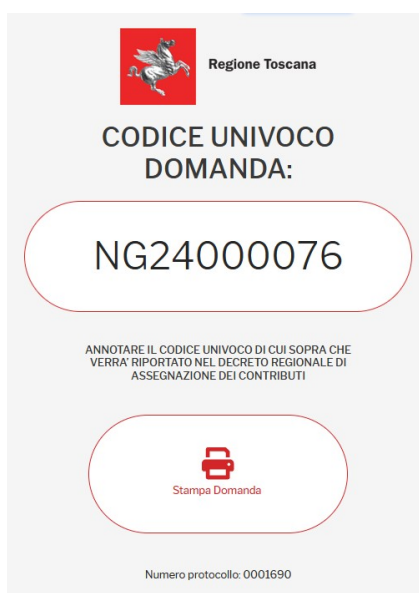 Regione Toscana
CODICE UNIVOCO
DOMANDA:
NG24000076
ANNOTARE IL CODICE UNIVOCO DI CUI SOPRA CHE
VERRA' RIPORTATO NEL DECRETO REGIONALE DI
ASSEGNAZIONE DEI CONTRIBUTI
Stampa Domanda
Numero protocollo: 0001690